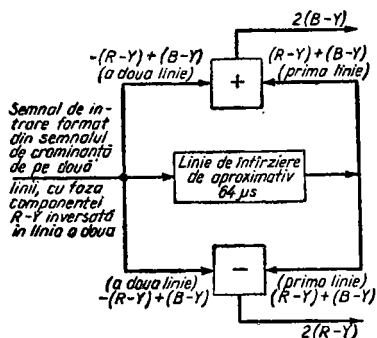 2(B-Y)
-(R-Y)+(B-Y)
(a doua linie)
+
(R-Y)+(B-Y)
(prima linie)
Semnal de in-
trare format
din semnalul
de crominanță
de pe două
linii, cu faza
componentei
R-Y inversată
în linia a doua
Linie de întîrziere
de aproximativ
64 µs
(a doua linie)
-(R-Y)+(B-Y)
-
(prima linie)
(R-Y)+(B-Y)
2(R-Y)